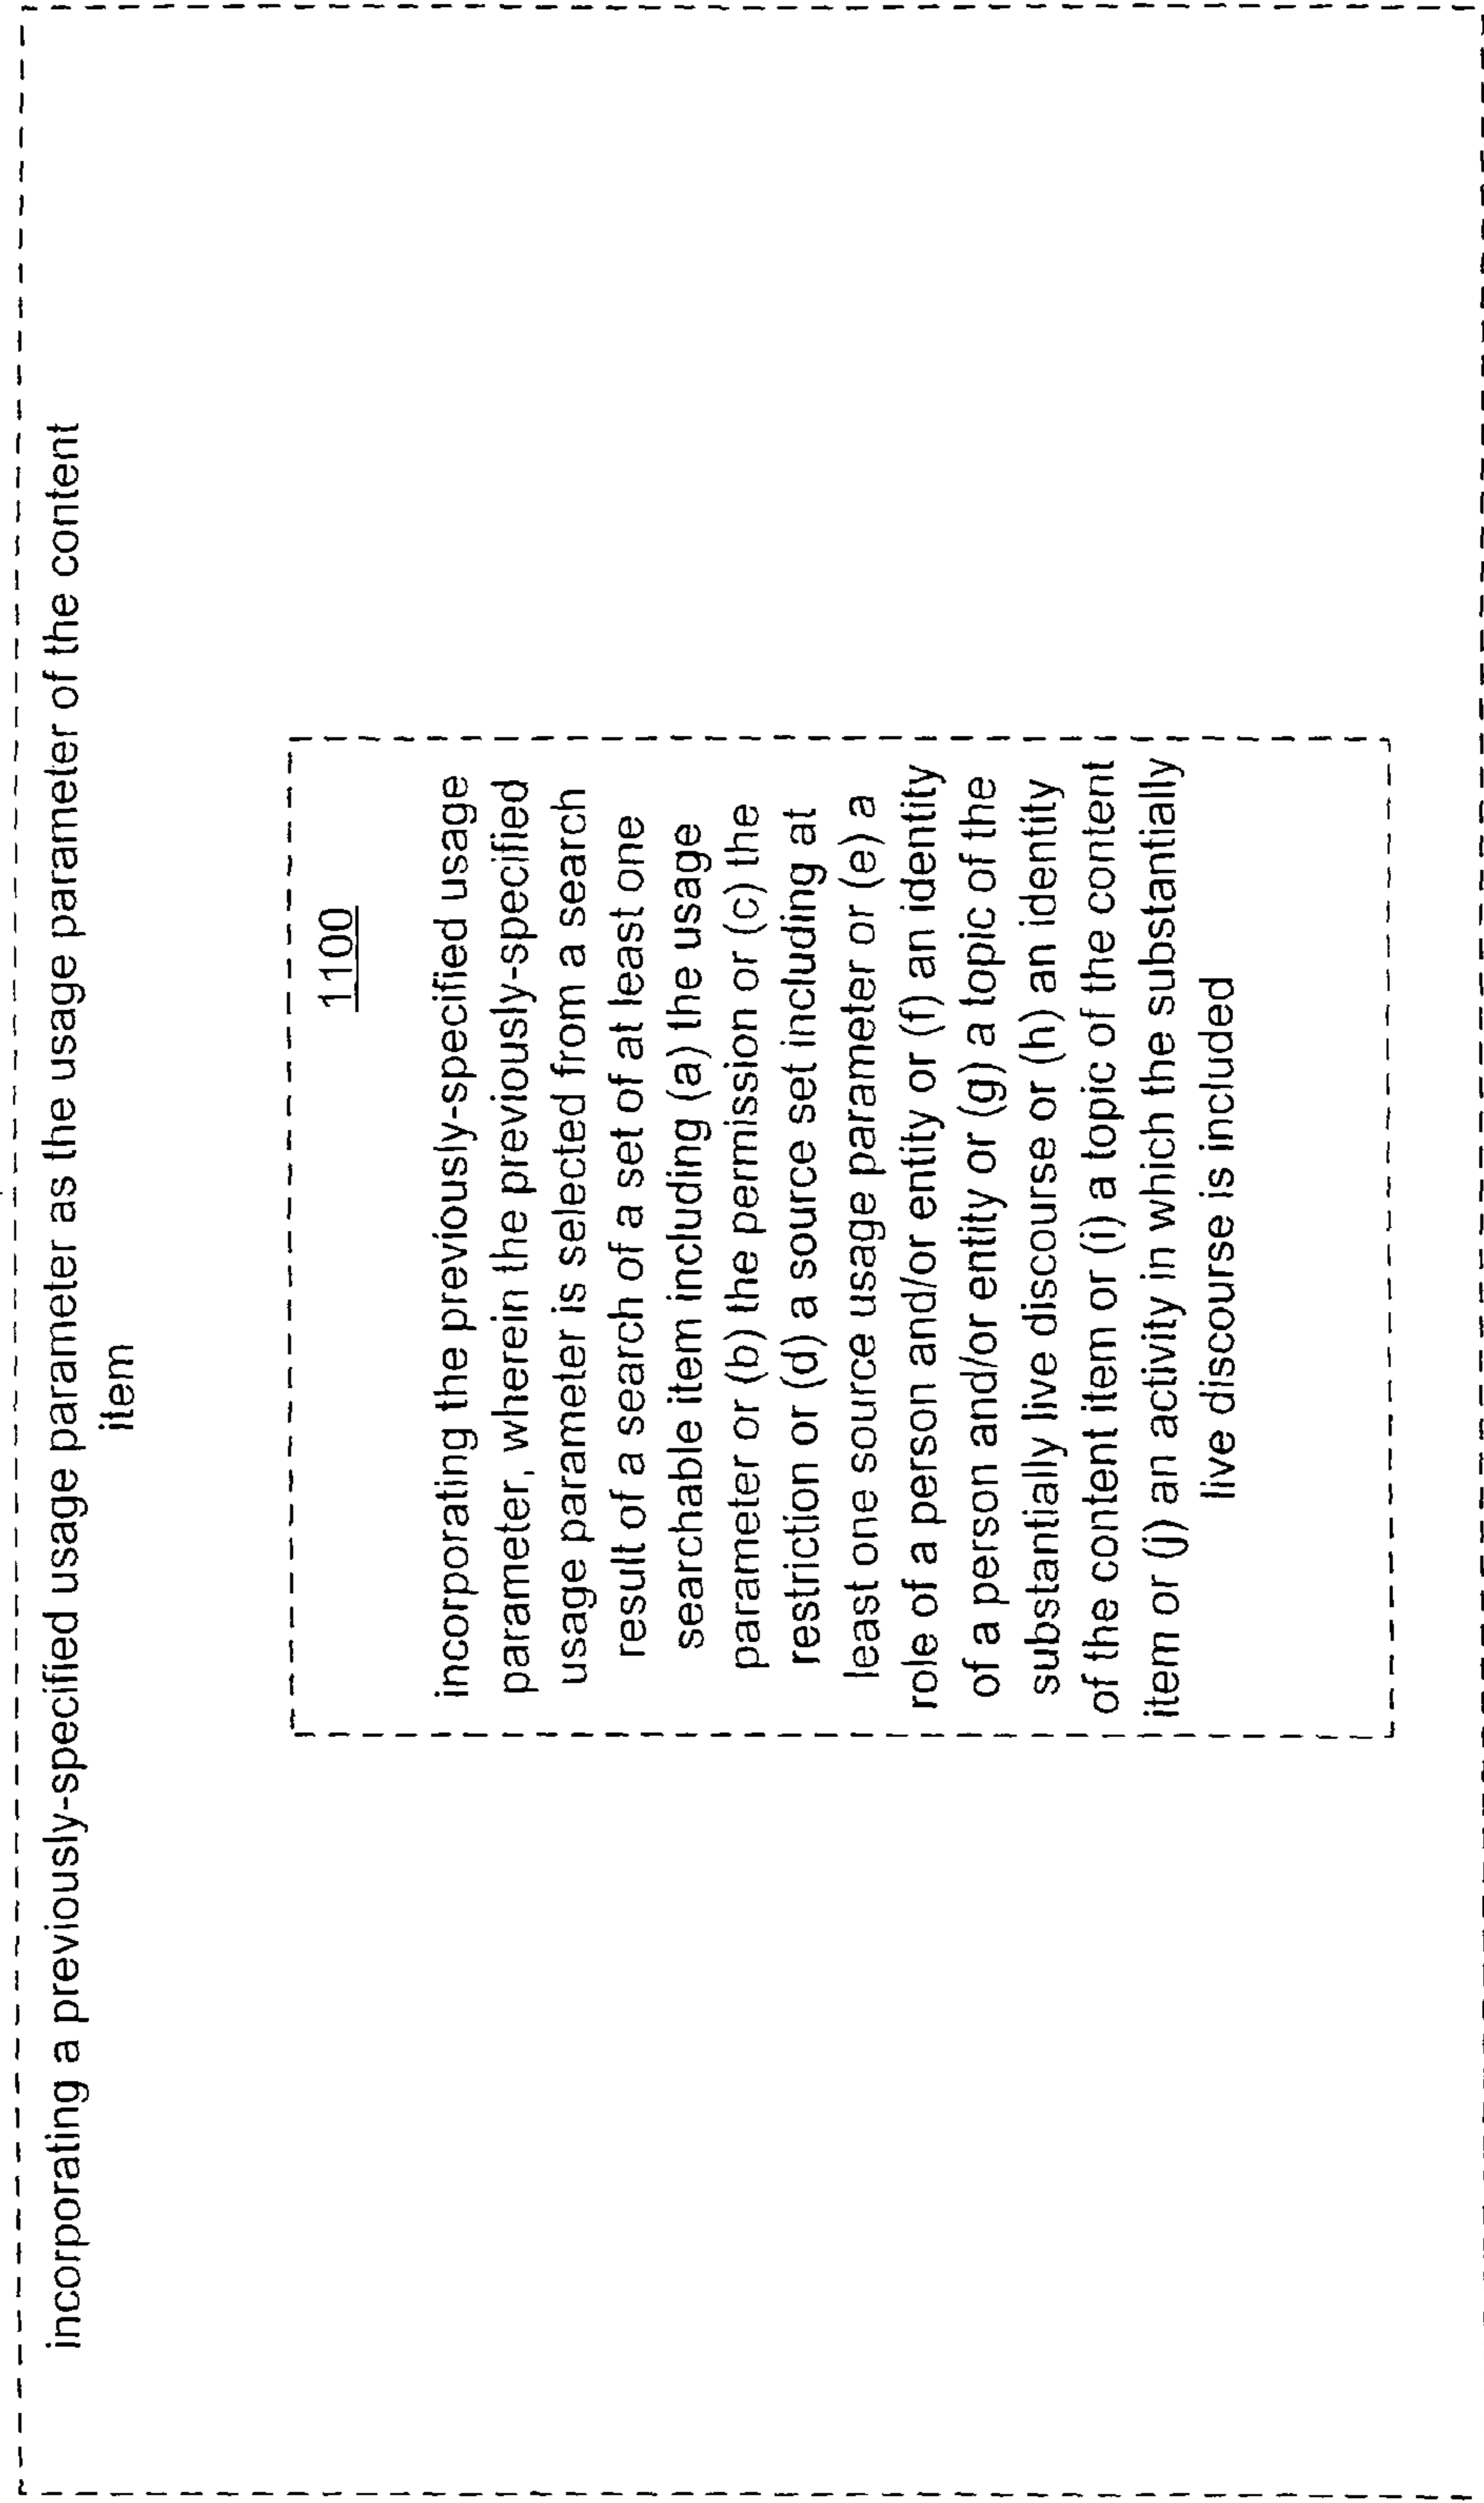 incorporating a previously-specified usage parameter as the usage parameter of the content
item
1100
incorporating the previously-specified usage
parameter, wherein the previously-specified
usage parameter is selected from a search
result of a search of a set of at least one
searchable item including (a) the usage
parameter or (b) the permission or (c) the
restriction or (d) a source set including at
least one source usage parameter or (e) a
role of a person and/or entity or (f) an identity
of a person and/or entity or (g) a topic of the
substantially live discourse or (h) an identity
of the content item or (i) a topic of the content
item or (j) an activity in which the substantially
live discourse is included